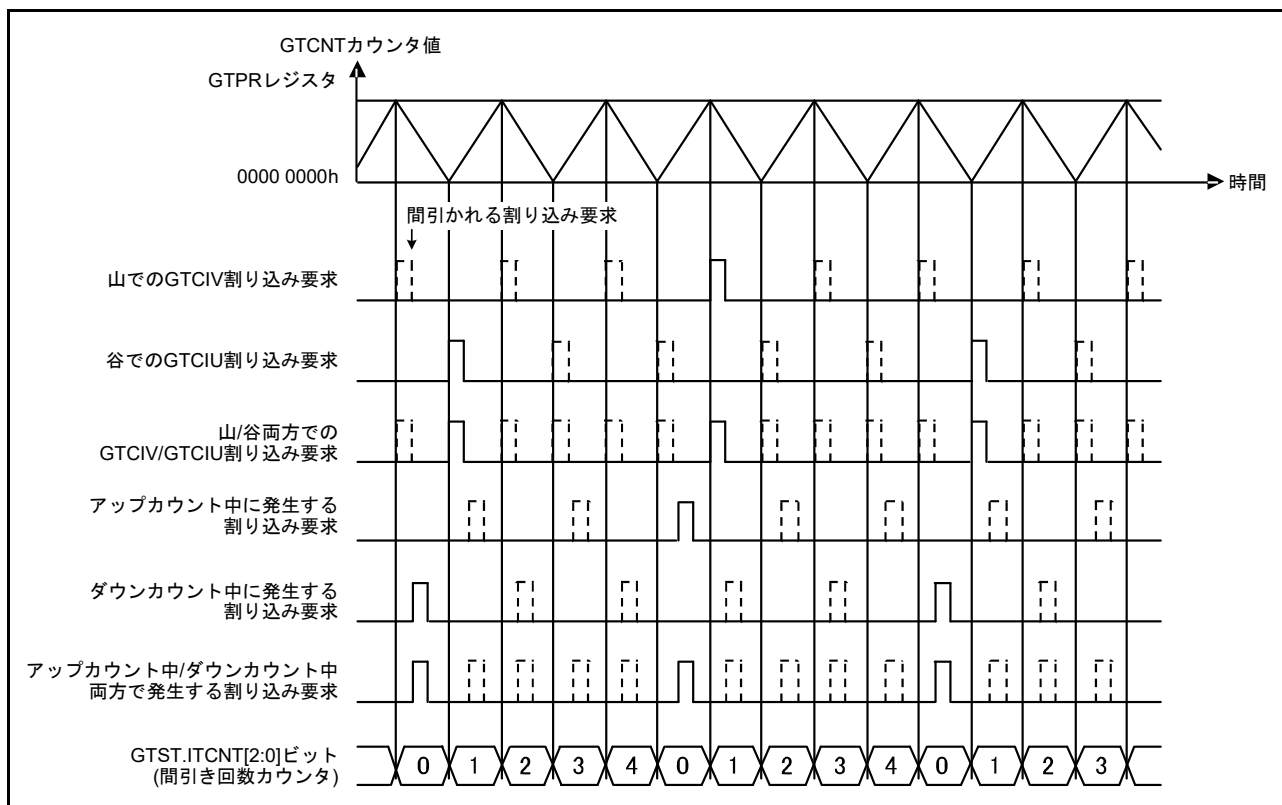 GTCNTカウンタ値
GTPRレジスタ
0000 0000h
時間
間引かれる割り込み要求
山でのGTCIV割り込み要求
谷でのGTCIU割り込み要求
山/谷両方での
GTCIV/GTCIU割り込み要求
アップカウント中に発生する
割り込み要求
ダウンカウント中に発生する
割り込み要求
アップカウント中/ダウンカウント中
両方で発生する割り込み要求
GTST.ITCNT[2:0]ビット
(間引き回数カウンタ)
0 1 2 3 4 0 1 2 3 4 0 1 2 3